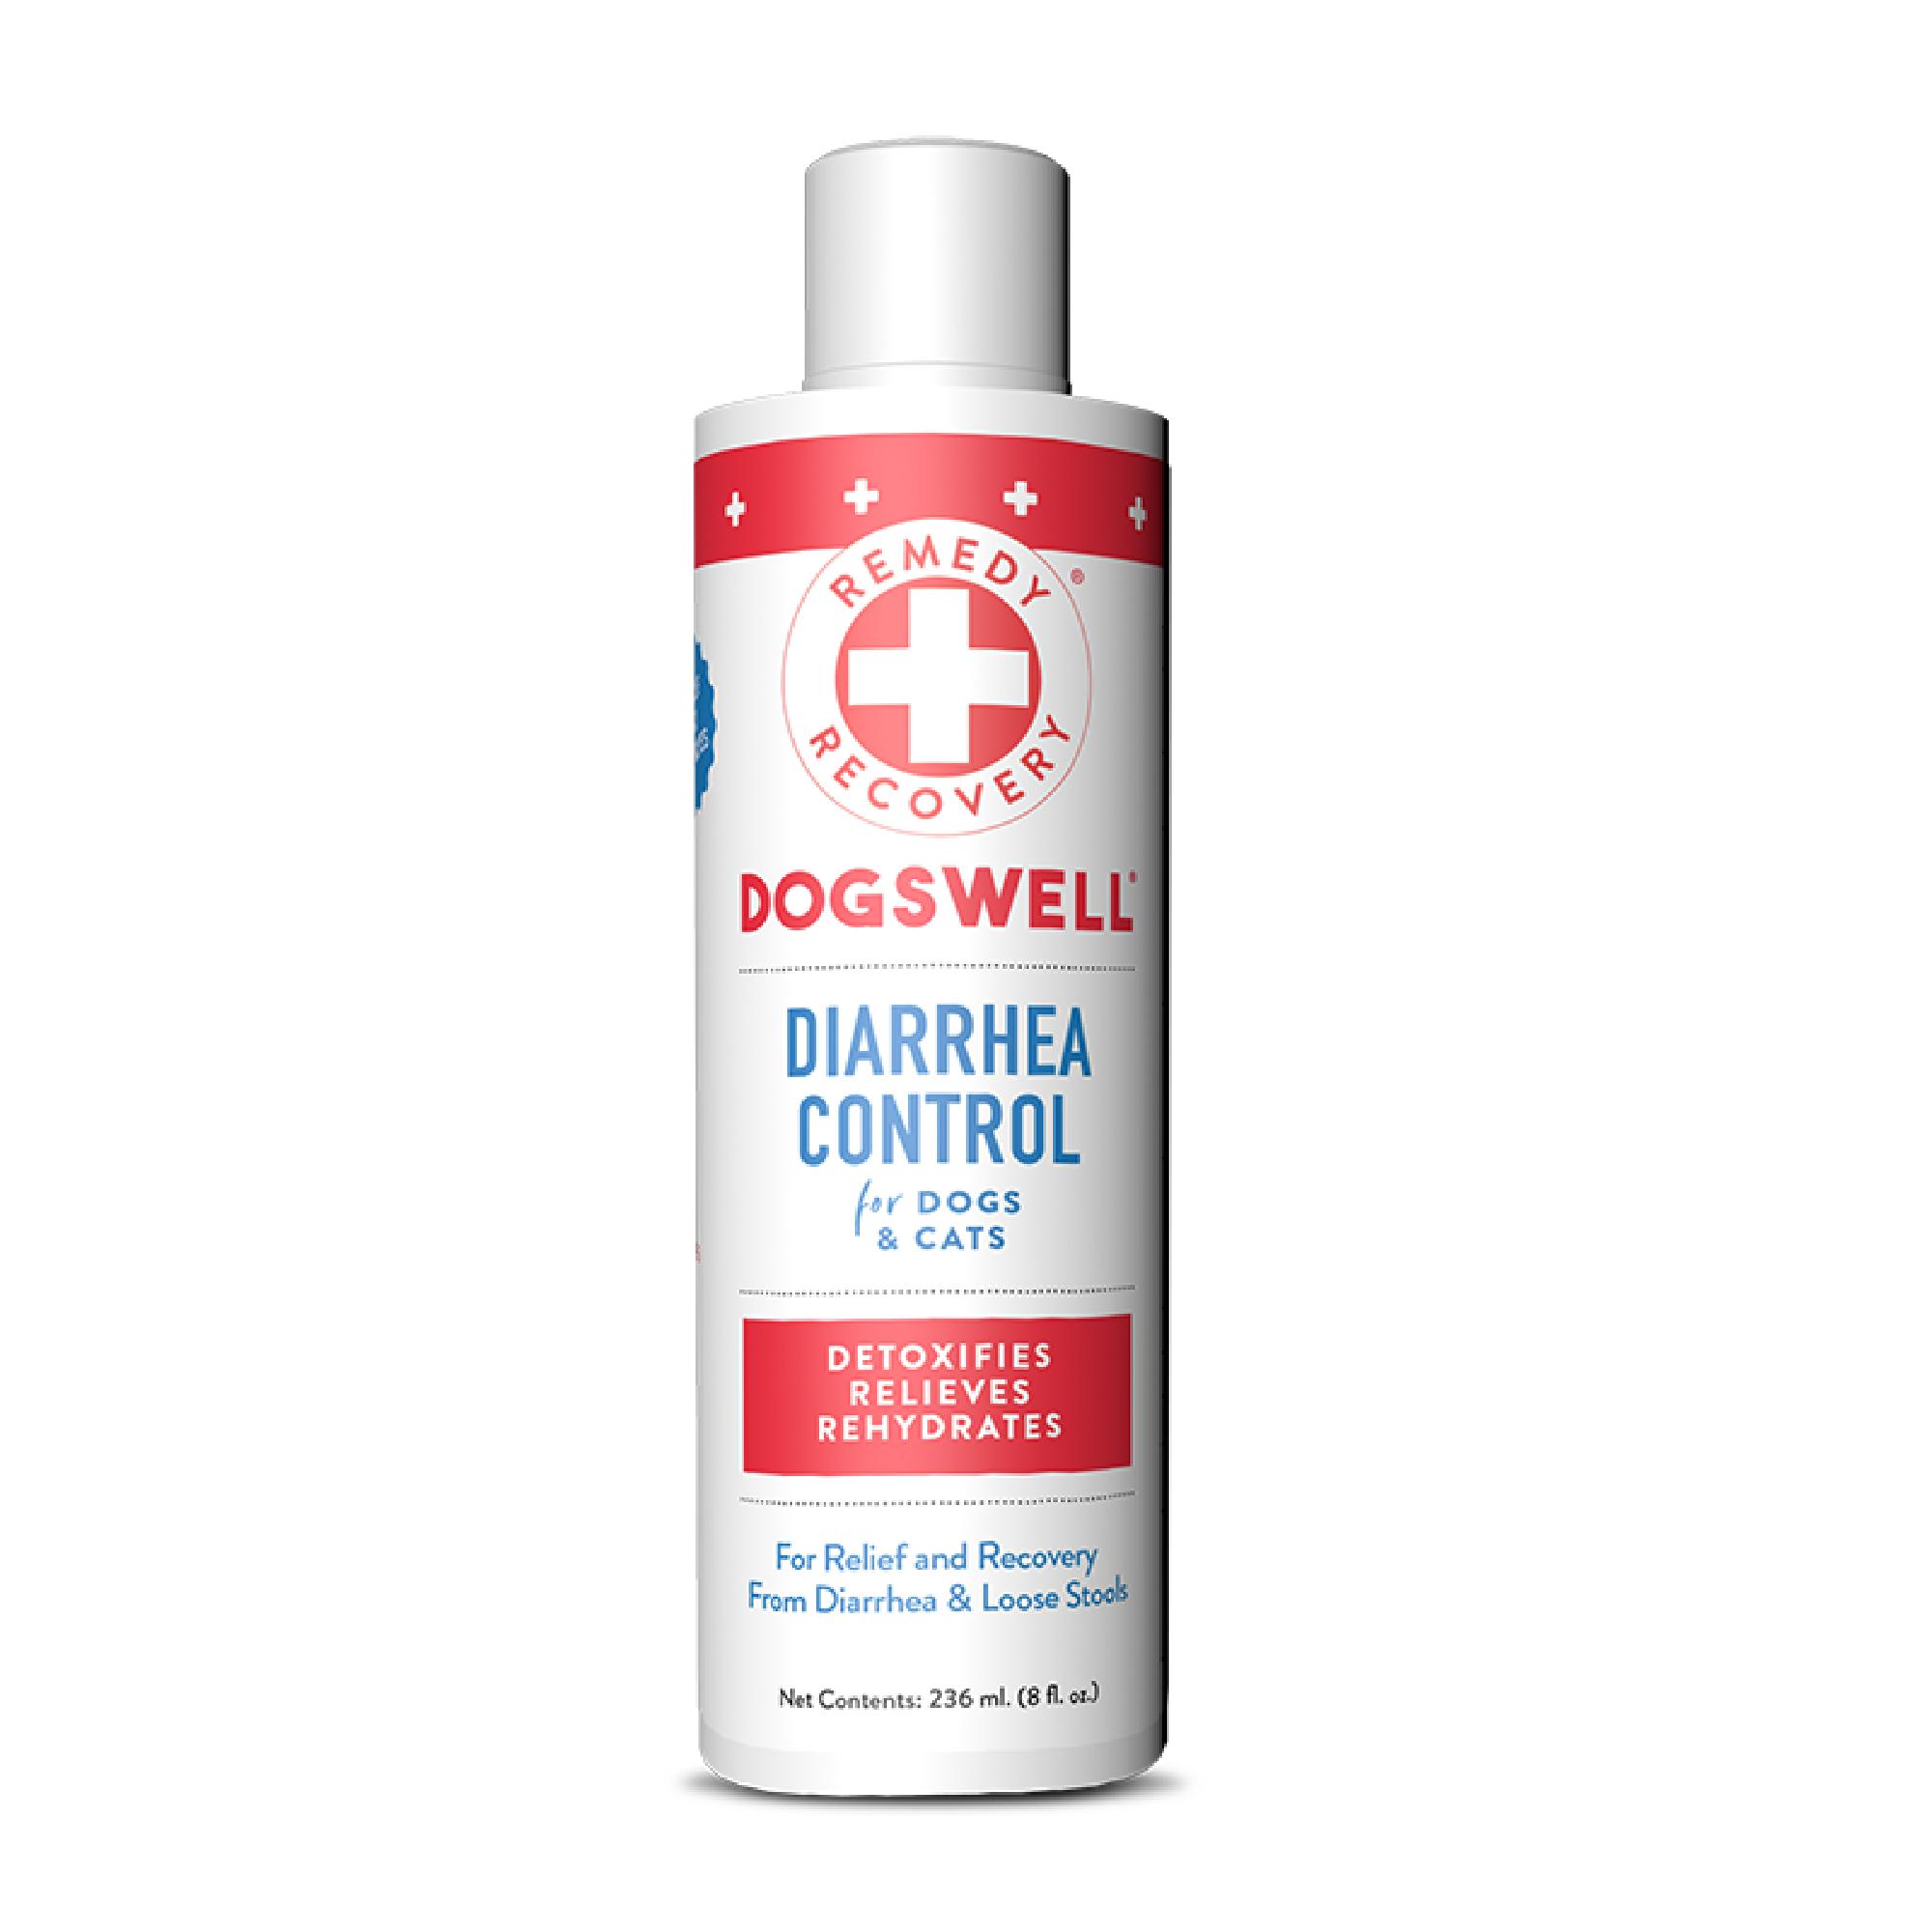 REMEDY ®
RECOVERY
DOGSWELL®
DIARRHEA
CONTROL
for DOGS
& CATS
DETOXIFIES
RELIEVES
REHYDRATES
For Relief and Recovery
From Diarrhea & Loose Stools
Net Contents: 236 ml. (8 fl. oz.)